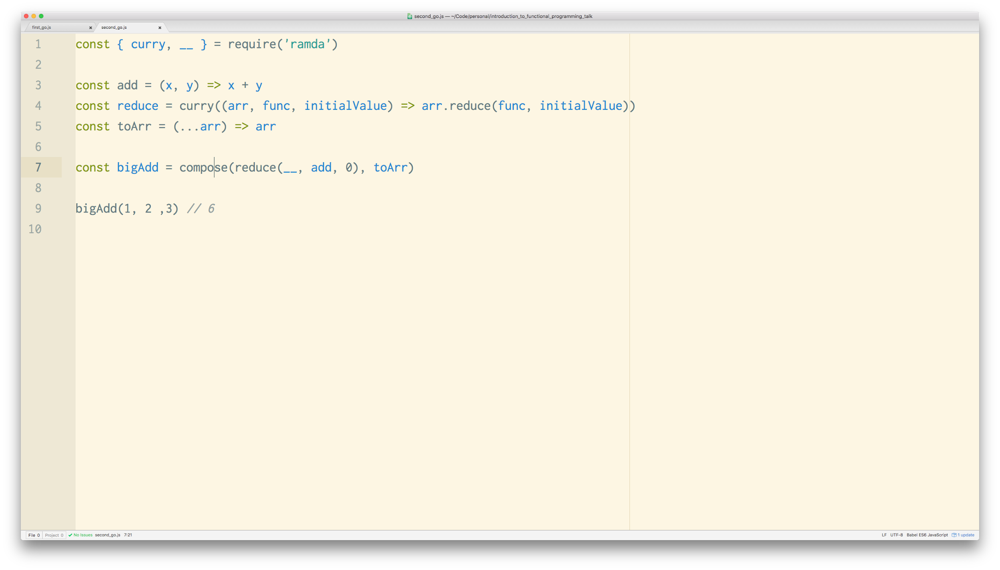 second_go.js — ~/Code/personal/introduction_to_functional_programming_talk
first_go.js second_go.js
1 const { curry, __ } = require('ramda')
2
3 const add = (x, y) => x + y
4 const reduce = curry((arr, func, initialValue) => arr.reduce(func, initialValue))
5 const toArr = (...arr) => arr
6
7 const bigAdd = compose(reduce(__, add, 0), toArr)
8
9 bigAdd(1, 2 ,3) // 6
10
File 0 Project 0 No Issues second_go.js 7:21 LF UTF-8 Babel ES6 JavaScript 1 update